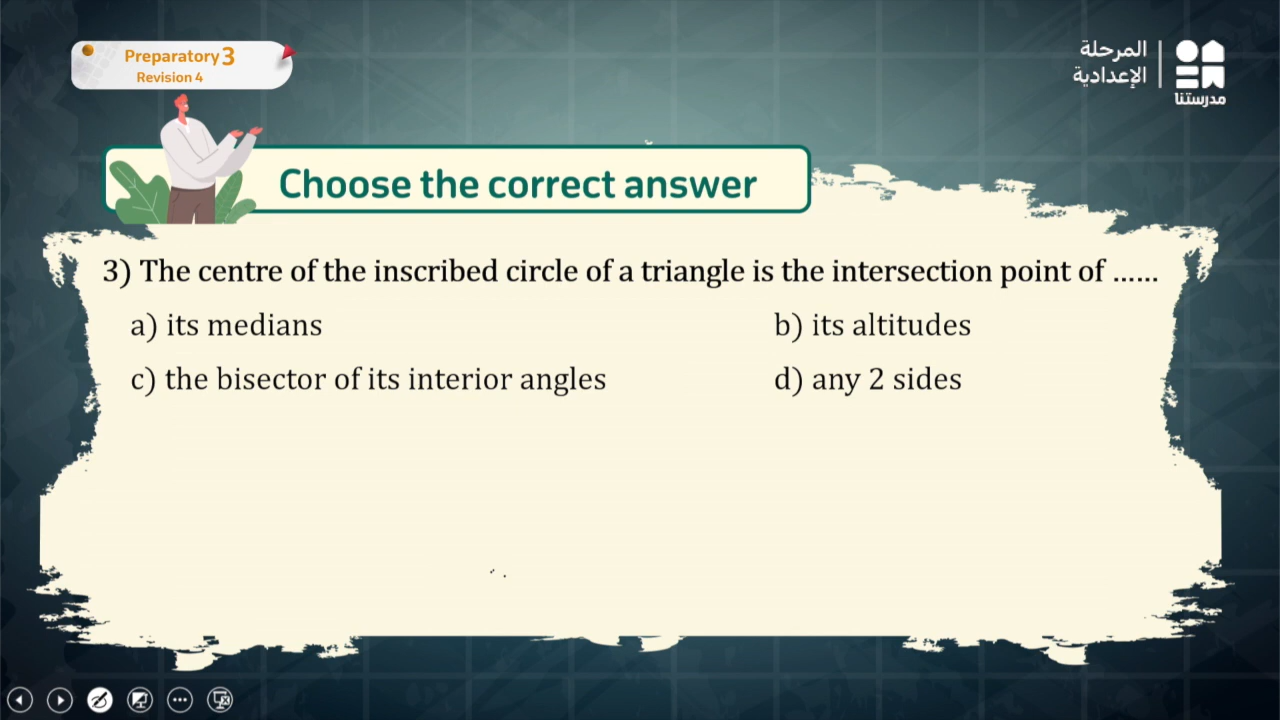 Preparatory 3
Revision 4
المرحلة
الإعدادية
مدرستنا
Choose the correct answer
3) The centre of the inscribed circle of a triangle is the intersection point of ......
a) its medians
b) its altitudes
c) the bisector of its interior angles
d) any 2 sides